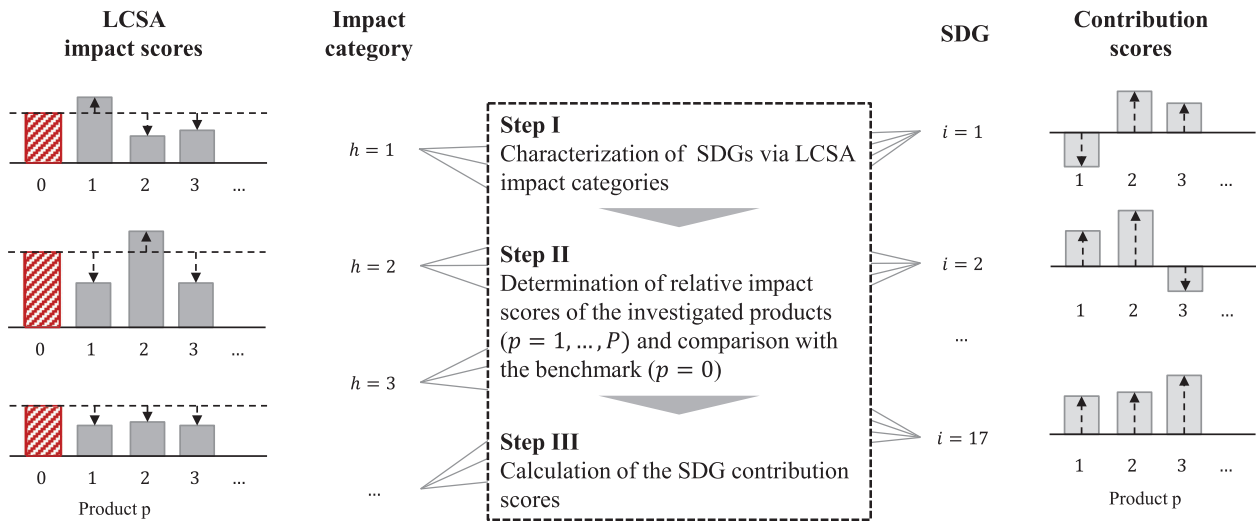 LCSA
impact scores
Impact
category
SDG
Contribution
scores
0 1 2 3 ...
0 1 2 3 ...
0 1 2 3 ...
Product p
h = 1
h = 2
h = 3
...
Step I
Characterization of SDGs via LCSA
impact categories
Step II
Determination of relative impact
scores of the investigated products
(p = 1, ..., P) and comparison with
the benchmark (p = 0)
Step III
Calculation of the SDG contribution
scores
i = 1
i = 2
...
i = 17
1 2 3 ...
1 2 3 ...
1 2 3 ...
Product p